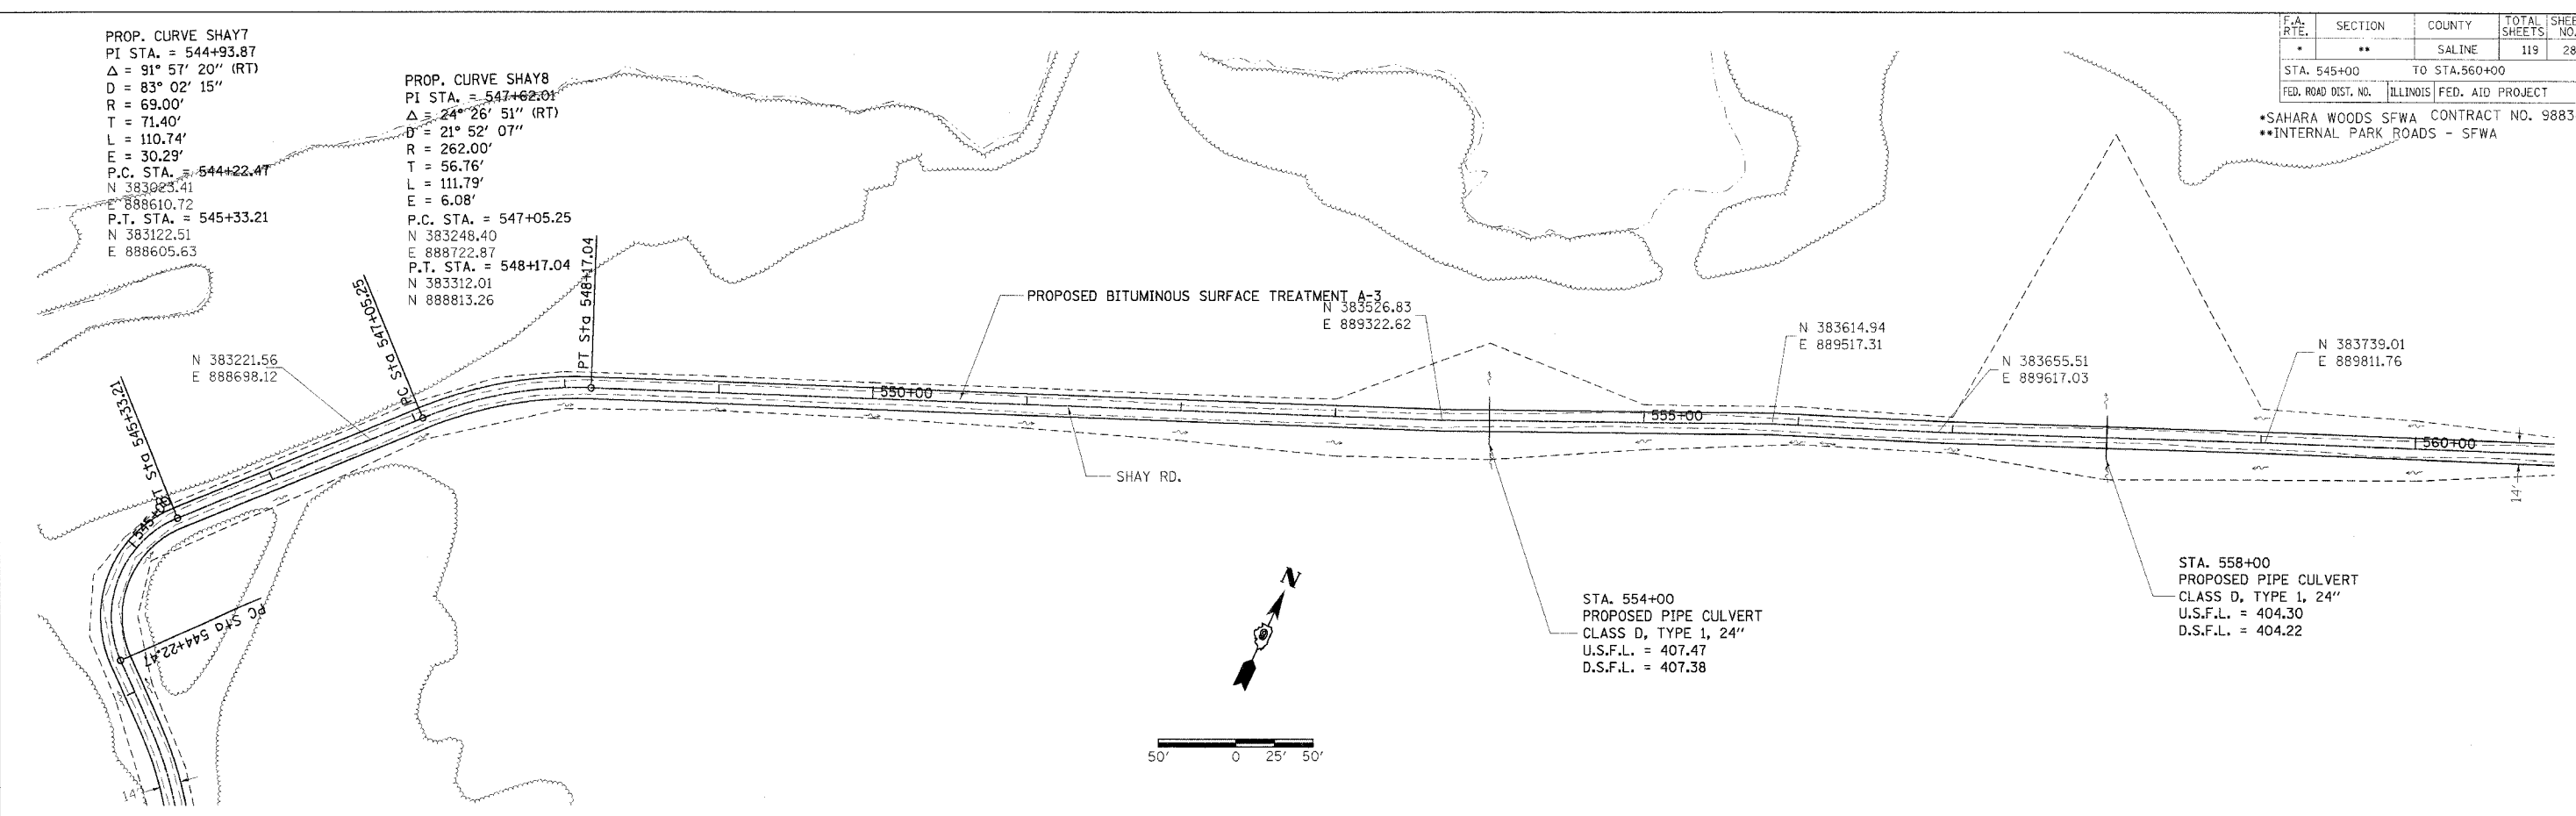 PROP. CURVE SHAY7
PI STA. = 544+93.87
Δ = 91° 57' 20" (RT)
D = 83° 02' 15"
R = 69.00'
T = 71.40'
L = 110.74'
E = 30.29'
P.C. STA. = 544+22.47
N 383023.41
E 888610.72
P.T. STA. = 545+33.21
N 383122.51
E 888605.63
PROP. CURVE SHAY8
PI STA. = 547+62.01
Δ = 24° 26' 51" (RT)
D = 21° 52' 07"
R = 262.00'
T = 56.76'
L = 111.79'
E = 6.08'
P.C. STA. = 547+05.25
N 383248.40
E 888722.87
P.T. STA. = 548+17.04
N 383312.01
N 888813.26
F.A. RTE. SECTION COUNTY TOTAL SHEETS
* ** SALINE 119 28
STA. 545+00 TO STA.560+00
FED. ROAD DIST. NO. ILLINOIS FED. AID PROJECT
*SAHARA WOODS SFWA CONTRACT NO. 9883
**INTERNAL PARK ROADS - SFWA
PROPOSED BITUMINOUS SURFACE TREATMENT A-3
N 383526.83
E 889322.62
N 383614.94
E 889517.31
N 383655.51
E 889617.03
N 383739.01
E 889811.76
N 383221.56
E 888698.12
PT Sta 545+33.21
PC Sta 547+05.25
PT Sta 548+17.04
PC Sta 544+22.47
545+00
550+00
555+00
560+00
SHAY RD.
14'
14'
N
50' 0 25' 50'
STA. 554+00
PROPOSED PIPE CULVERT
CLASS D, TYPE 1, 24"
U.S.F.L. = 407.47
D.S.F.L. = 407.38
STA. 558+00
PROPOSED PIPE CULVERT
CLASS D, TYPE 1, 24"
U.S.F.L. = 404.30
D.S.F.L. = 404.22